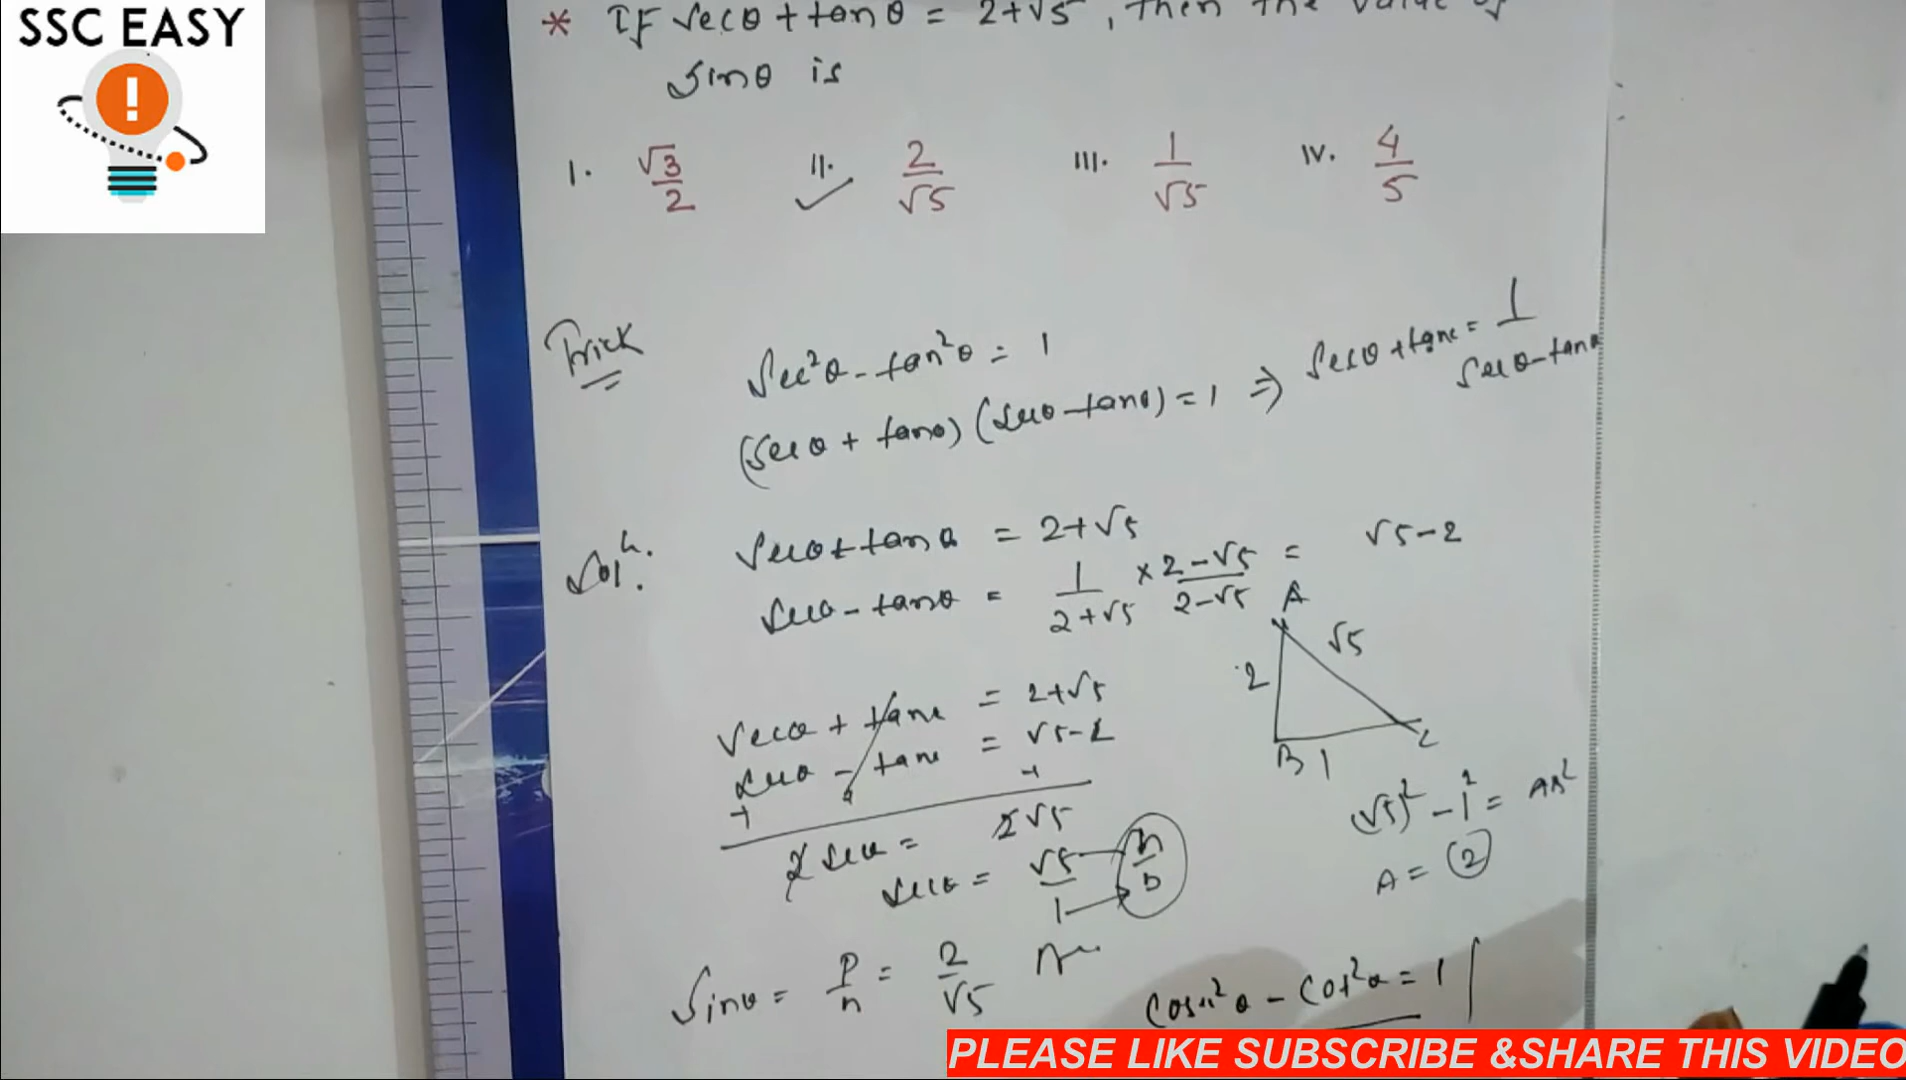 SSC EASY
* If secθ + tanθ = 2+√5, then the value of
sinθ is
I. √3/2 II. 2/√5 III. 1/√5 IV. 4/5
Trick
sec²θ - tan²θ = 1
(secθ + tanθ) (secθ - tanθ) = 1 ⇒ secθ + tanθ = 1/secθ - tanθ
Solⁿ. secθ + tanθ = 2+√5
secθ - tanθ = 1/2+√5 × 2-√5/2-√5 = √5-2
A
√5
2
B 1 C
secθ + tanθ = 2+√5
secθ - tanθ = √5-2
2secθ = 2√5
secθ = √5/1 h/b
(√5)² - 1² = AB²
A = 2
sinθ = P/h = 2/√5
cosec²θ - cot²θ = 1
PLEASE LIKE SUBSCRIBE &SHARE THIS VIDEO